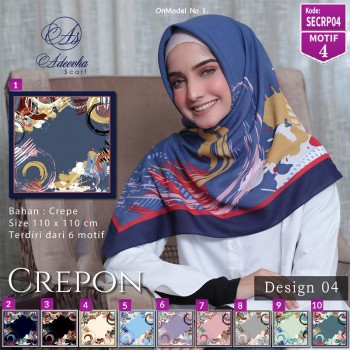 OnModel No 1.
Kode:
SECRP04
MOTIF
4
Adeevha
Scarf
1
Bahan : Crepe
Size 110 x 110 cm
Terdiri dari 6 motif
CREPON
Design 04
2 3 4 5 6 7 8 9 10